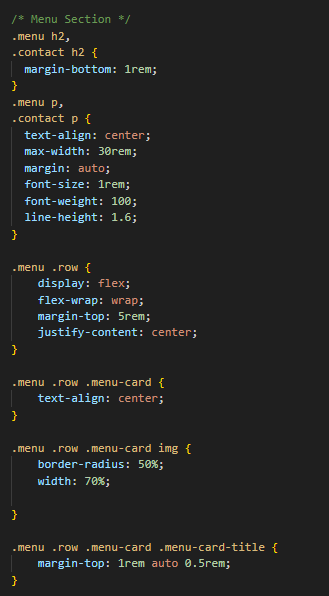 /* Menu Section */
.menu h2,
.contact h2 {
  margin-bottom: 1rem;
}
.menu p,
.contact p {
  text-align: center;
  max-width: 30rem;
  margin: auto;
  font-size: 1rem;
  font-weight: 100;
  line-height: 1.6;
}

.menu .row {
    display: flex;
    flex-wrap: wrap;
    margin-top: 5rem;
    justify-content: center;
}

.menu .row .menu-card {
    text-align: center;
}

.menu .row .menu-card img {
    border-radius: 50%;
    width: 70%;

}

.menu .row .menu-card .menu-card-title {
    margin-top: 1rem auto 0.5rem;
}